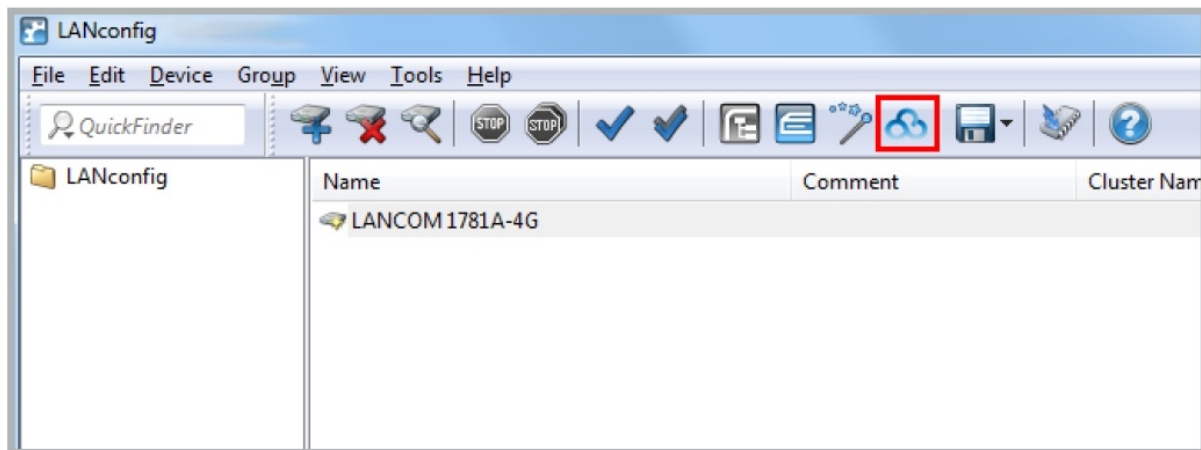 LANconfig
File Edit Device Group View Tools Help
QuickFinder STOP STOP
LANconfig
Name Comment Cluster Nam
LANCOM 1781A-4G